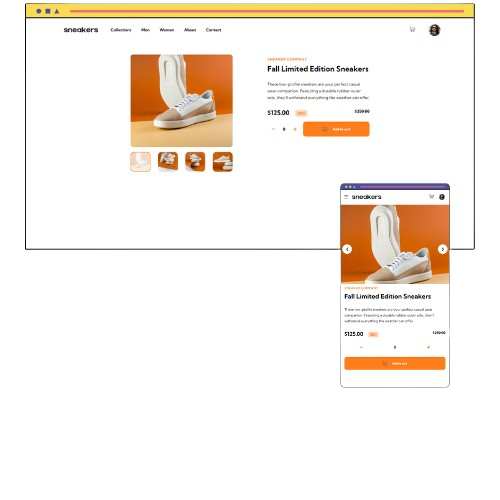 sneakers
Collections Men Women About Contact
SNEAKER COMPANY
Fall Limited Edition Sneakers
These low-profile sneakers are your perfect casual
wear companion. Featuring a durable rubber outer
sole, they'll withstand everything the weather can offer.
$125.00 50% $250.00
- 0 + Add to cart
sneakers
SNEAKER COMPANY
Fall Limited Edition Sneakers
These low-profile sneakers are your perfect casual wear
companion. Featuring a durable rubber outer sole, they'll
withstand everything the weather can offer.
$125.00 50% $250.00
- 0 +
Add to cart